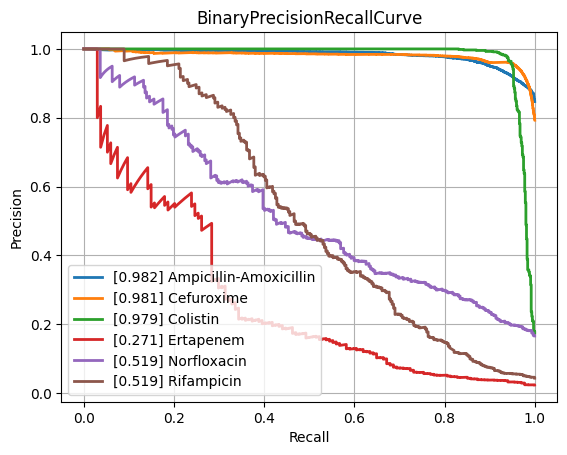 BinaryPrecisionRecallCurve
Precision
1.0
0.8
0.6
0.4
0.2
0.0
[0.982] Ampicillin-Amoxicillin
[0.981] Cefuroxime
[0.979] Colistin
[0.271] Ertapenem
[0.519] Norfloxacin
[0.519] Rifampicin
0.0 0.2 0.4 0.6 0.8 1.0
Recall